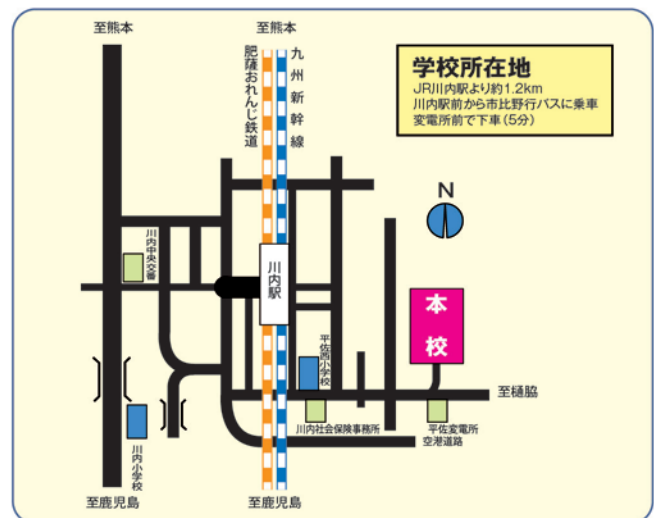 至熊本
至熊本
肥薩おれんじ鉄道
九州新幹線
学校所在地
JR川内駅より約1.2km
川内駅前から市比野行バスに乗車
変電所前で下車(5分)
N
川内中央交番
川内駅
本校
平佐西小学校
至樋脇
川内社会保険事務所
平佐変電所
空港道路
川内小学校
至鹿児島
至鹿児島